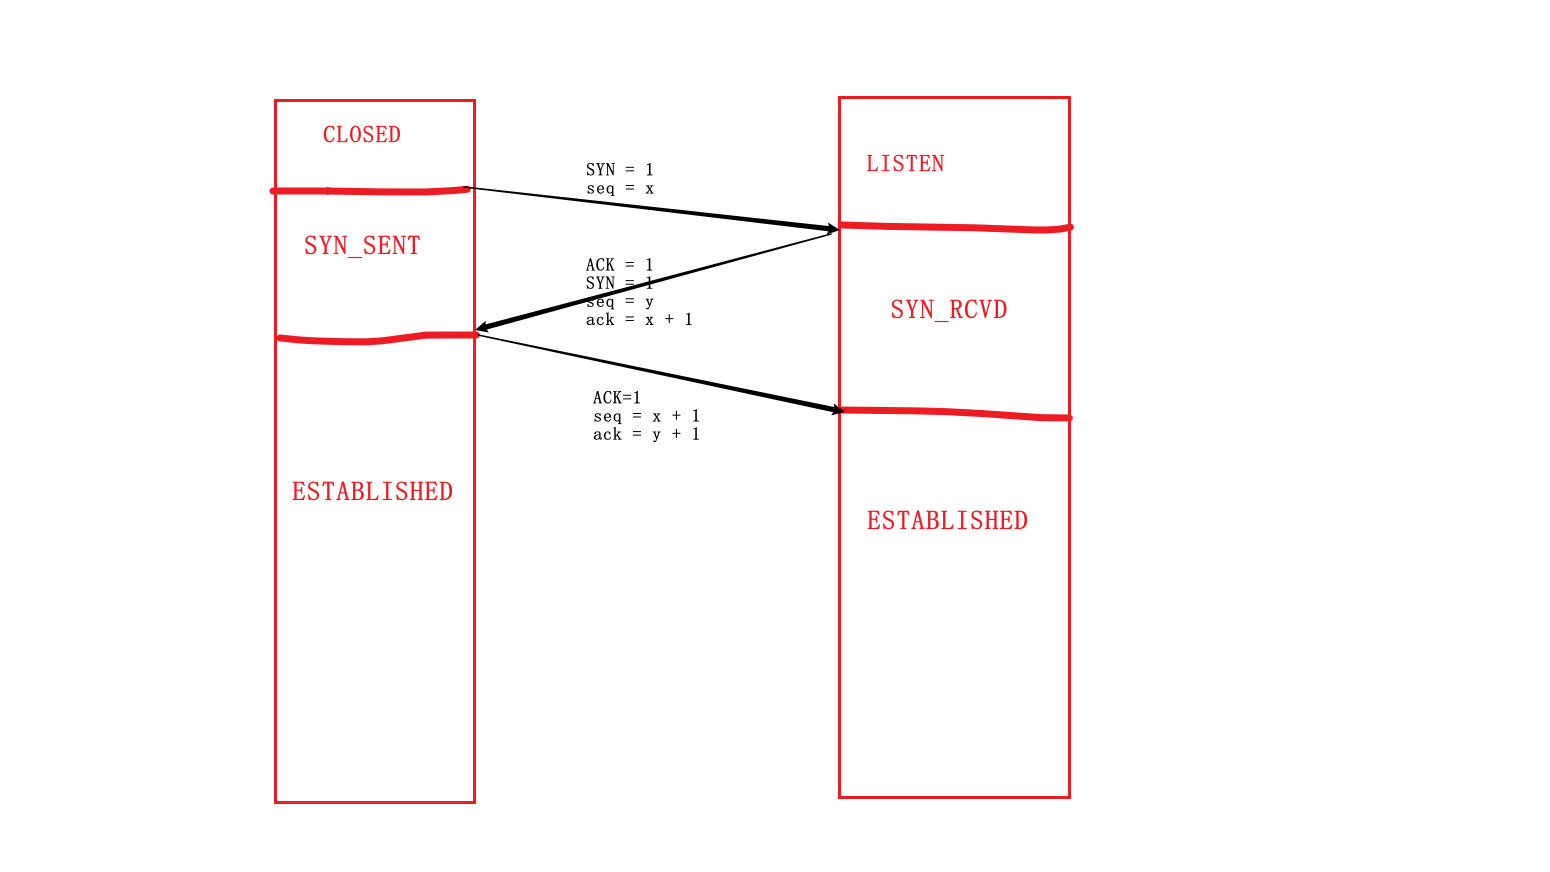 CLOSED
SYN_SENT
ESTABLISHED
SYN = 1
seq = x
ACK = 1
SYN = 1
seq = y
ack = x + 1
ACK=1
seq = x + 1
ack = y + 1
LISTEN
SYN_RCVD
ESTABLISHED